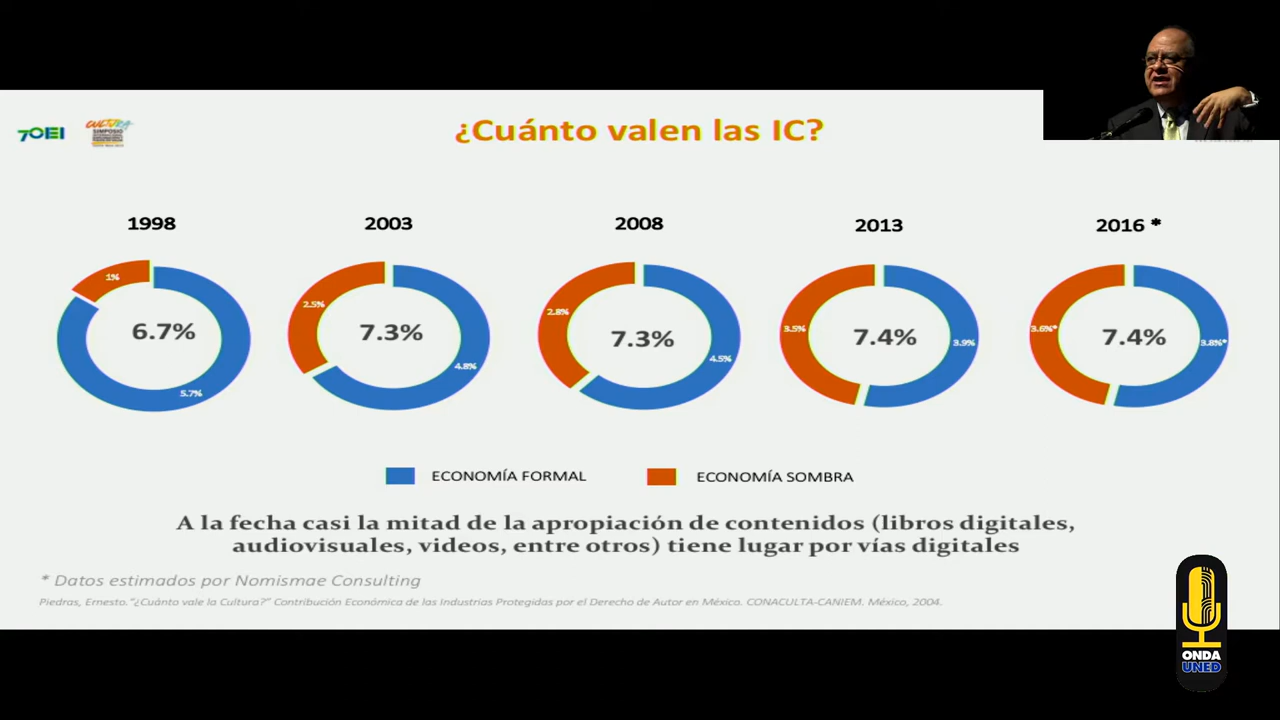 7OEI
CULTURA
SIMPOSIO
¿Cuánto valen las IC?
1998
2003
2008
2013
2016 *
1%
6.7%
5.7%
2.5%
7.3%
4.8%
2.8%
7.3%
4.5%
3.5%
7.4%
3.9%
3.6%*
7.4%
3.8%*
ECONOMÍA FORMAL
ECONOMÍA SOMBRA
A la fecha casi la mitad de la apropiación de contenidos (libros digitales,
audiovisuales, videos, entre otros) tiene lugar por vías digitales
* Datos estimados por Nomismae Consulting
Piedras, Ernesto."¿Cuánto vale la Cultura?" Contribución Económica de las Industrias Protegidas por el Derecho de Autor en México. CONACULTA-CANIEM. México, 2004.
ONDA
UNED